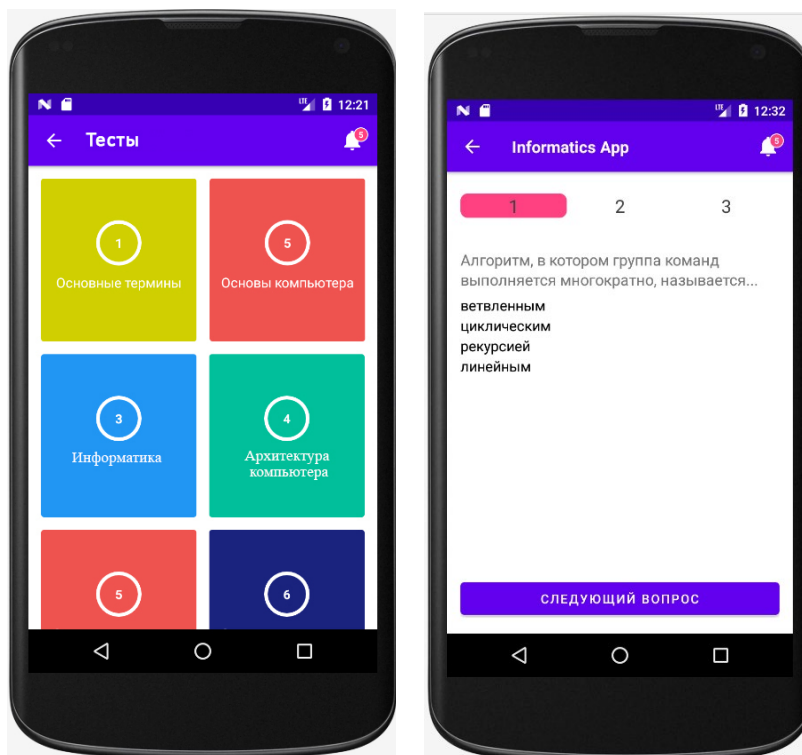 12:21
Тесты
5
1
Основные термины
5
Основы компьютера
3
Информатика
4
Архитектура
компьютера
5
6
12:32
Informatics App
5
1
2
3
Алгоритм, в котором группа команд
выполняется многократно, называется...
ветвленным
циклическим
рекурсией
линейным
СЛЕДУЮЩИЙ ВОПРОС